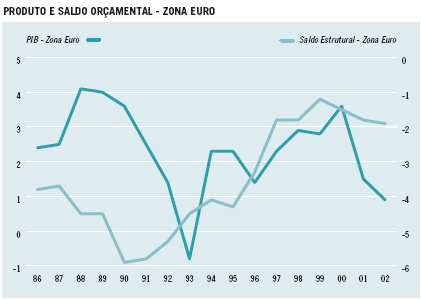 PRODUTO E SALDO ORÇAMENTAL - ZONA EURO
PIB - Zona Euro
Saldo Estrutural - Zona Euro
5 0
4 -1
3 -2
2 -3
1 -4
0 -5
-1 -6
86 87 88 89 90 91 92 93 94 95 96 97 98 99 00 01 02